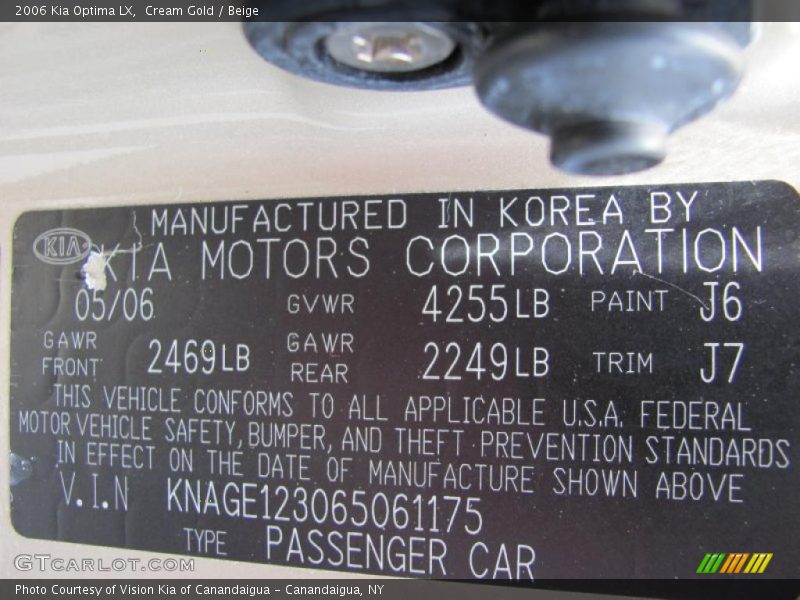 2006 Kia Optima LX, Cream Gold / Beige
MANUFACTURED IN KOREA BY
KIA KIA MOTORS CORPORATION
05/06 GVWR 4255LB PAINT J6
GAWR FRONT 2469LB GAWR REAR 2249LB TRIM J7
THIS VEHICLE CONFORMS TO ALL APPLICABLE U.S.A. FEDERAL
MOTOR VEHICLE SAFETY, BUMPER, AND THEFT PREVENTION STANDARDS
IN EFFECT ON THE DATE OF MANUFACTURE SHOWN ABOVE
V.I.N KNAGE123065061175
TYPE PASSENGER CAR
GTCarLot.com
Photo Courtesy of Vision Kia of Canandaigua - Canandaigua, NY